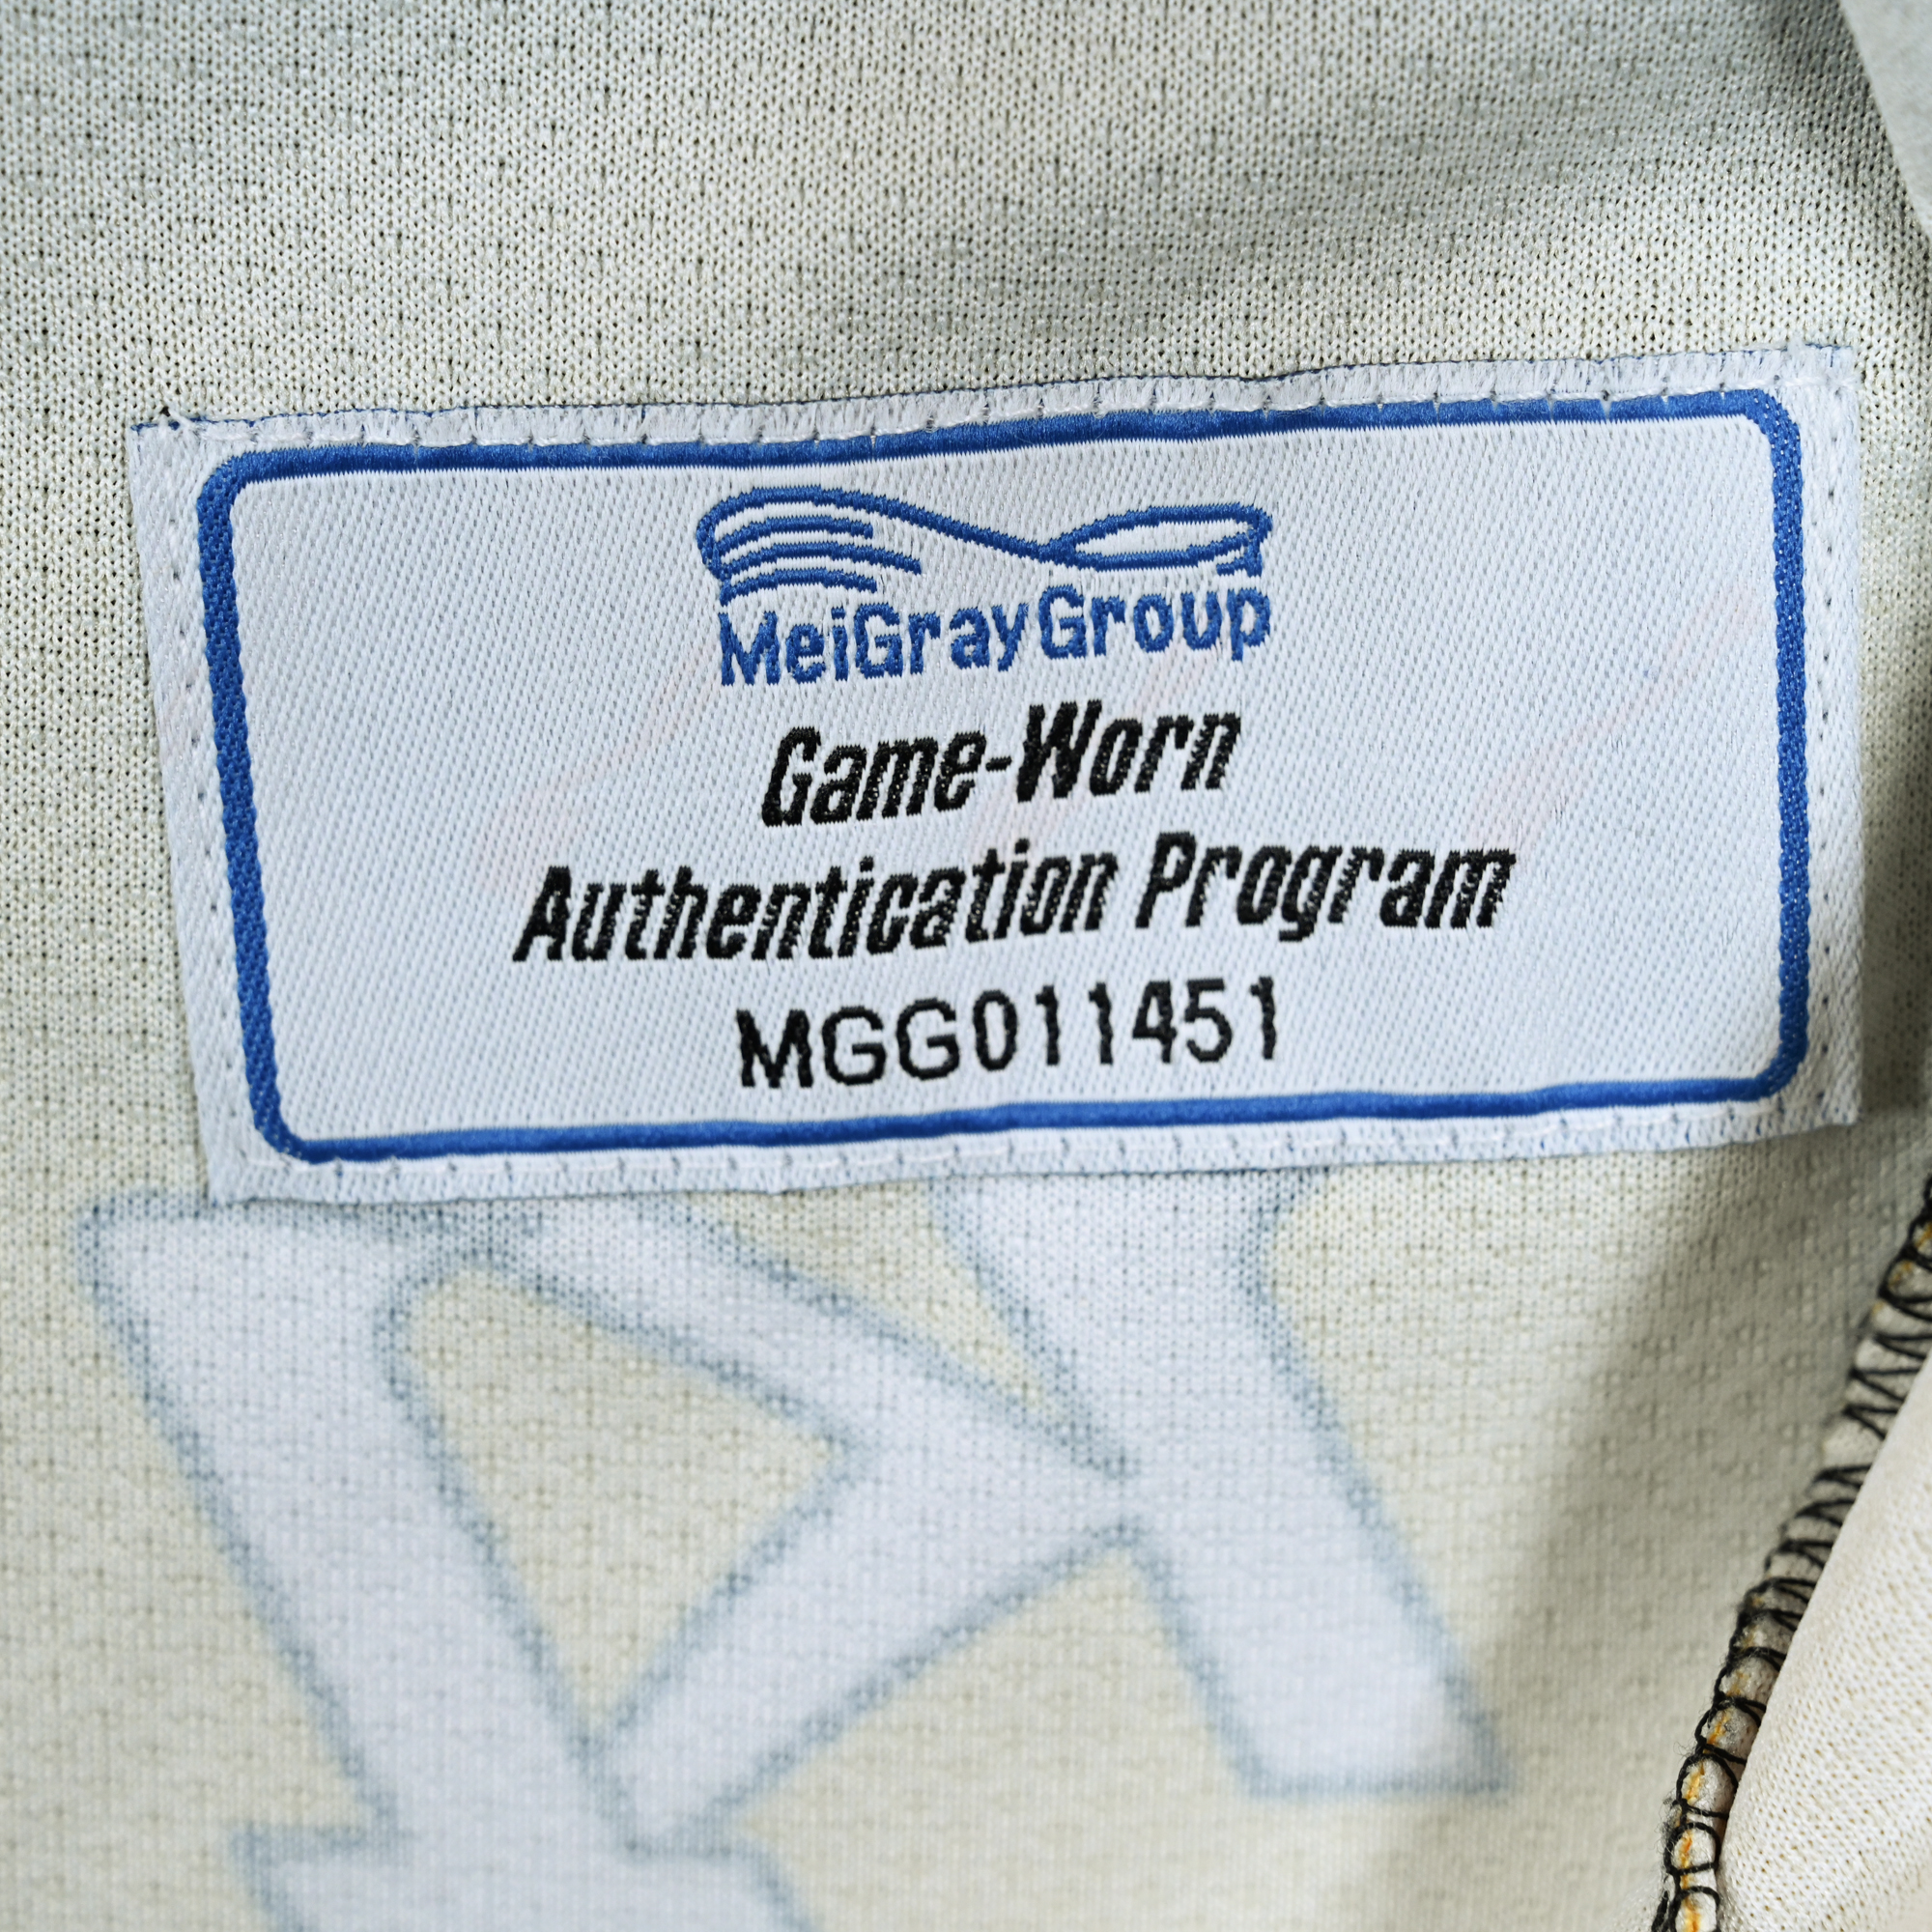 MeiGrayGroup
Game-Worn
Authentication Program
MGG011451